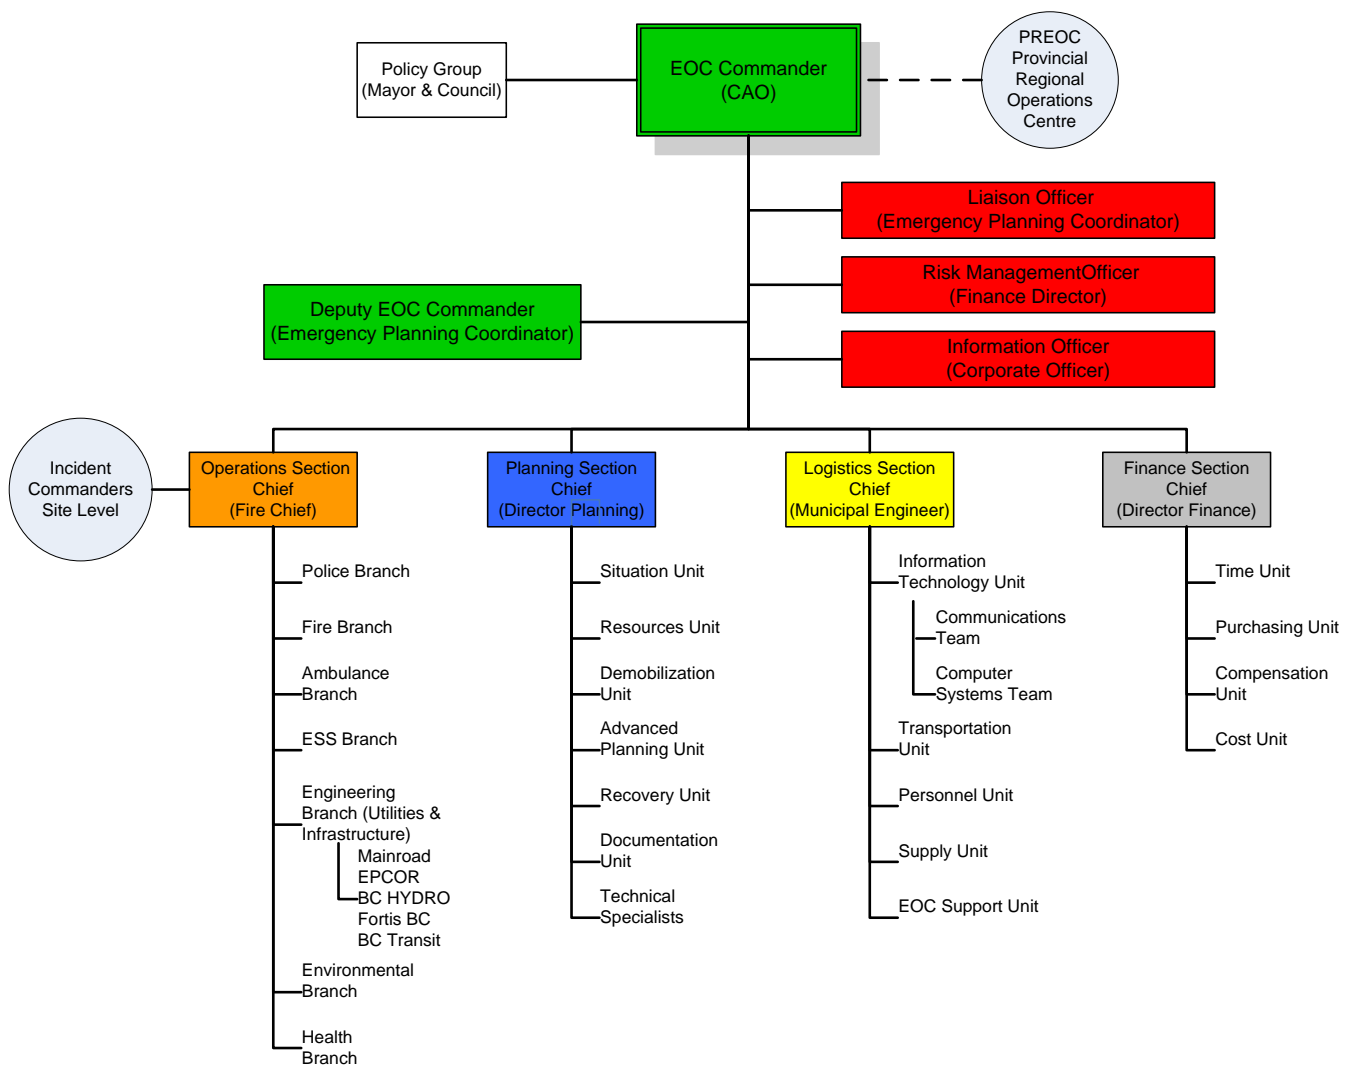 Policy Group
(Mayor & Council)
EOC Commander
(CAO)
PREOC
Provincial
Regional
Operations
Centre
Liaison Officer
(Emergency Planning Coordinator)
Risk ManagementOfficer
(Finance Director)
Deputy EOC Commander
(Emergency Planning Coordinator)
Information Officer
(Corporate Officer)
Incident
Commanders
Site Level
Operations Section
Chief
(Fire Chief)
Planning Section
Chief
(Director Planning)
Logistics Section
Chief
(Municipal Engineer)
Finance Section
Chief
(Director Finance)
Police Branch
Fire Branch
Ambulance
Branch
ESS Branch
Engineering
Branch (Utilities &
Infrastructure)
Mainroad
EPCOR
BC HYDRO
Fortis BC
BC Transit
Environmental
Branch
Health
Branch
Situation Unit
Resources Unit
Demobilization
Unit
Advanced
Planning Unit
Recovery Unit
Documentation
Unit
Technical
Specialists
Information
Technology Unit
Communications
Team
Computer
Systems Team
Transportation
Unit
Personnel Unit
Supply Unit
EOC Support Unit
Time Unit
Purchasing Unit
Compensation
Unit
Cost Unit